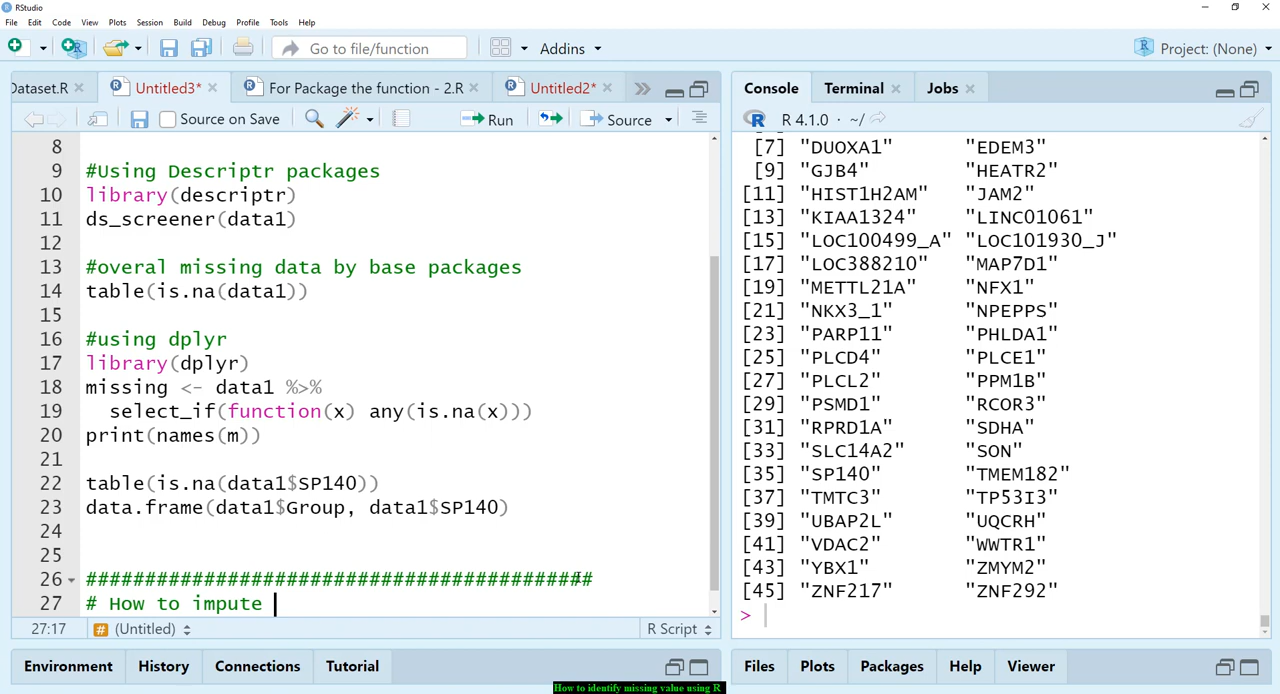 RStudio
File Edit Code View Plots Session Build Debug Profile Tools Help
Go to file/function Addins Project: (None)
Dataset.R Untitled3* For Package the function - 2.R Untitled2*
Source on Save Run Source
8
9 #Using Descriptr packages
10 library(descriptr)
11 ds_screener(data1)
12
13 #overal missing data by base packages
14 table(is.na(data1))
15
16 #using dplyr
17 library(dplyr)
18 missing <- data1 %>%
19 select_if(function(x) any(is.na(x)))
20 print(names(m))
21
22 table(is.na(data1$SP140))
23 data.frame(data1$Group, data1$SP140)
24
25
26 ###########################################
27 # How to impute
27:17 # (Untitled) R Script
Environment History Connections Tutorial
Console Terminal Jobs
R 4.1.0 · ~/
[7] "DUOXA1" "EDEM3"
[9] "GJB4" "HEATR2"
[11] "HIST1H2AM" "JAM2"
[13] "KIAA1324" "LINC01061"
[15] "LOC100499_A" "LOC101930_J"
[17] "LOC388210" "MAP7D1"
[19] "METTL21A" "NFX1"
[21] "NKX3_1" "NPEPPS"
[23] "PARP11" "PHLDA1"
[25] "PLCD4" "PLCE1"
[27] "PLCL2" "PPM1B"
[29] "PSMD1" "RCOR3"
[31] "RPRD1A" "SDHA"
[33] "SLC14A2" "SON"
[35] "SP140" "TMEM182"
[37] "TMTC3" "TP53I3"
[39] "UBAP2L" "UQCRH"
[41] "VDAC2" "WWTR1"
[43] "YBX1" "ZMYM2"
[45] "ZNF217" "ZNF292"
>
Files Plots Packages Help Viewer
How to identify missing value using R